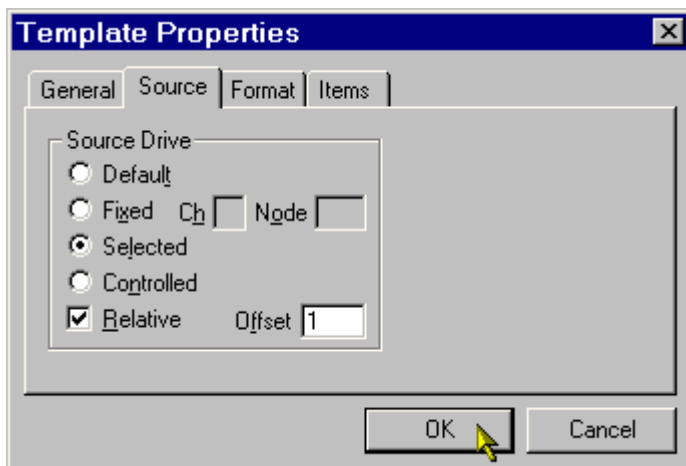 Template Properties
General Source Format Items
Source Drive
Default
Fixed Ch Node
Selected
Controlled
Relative Offset 1
OK Cancel